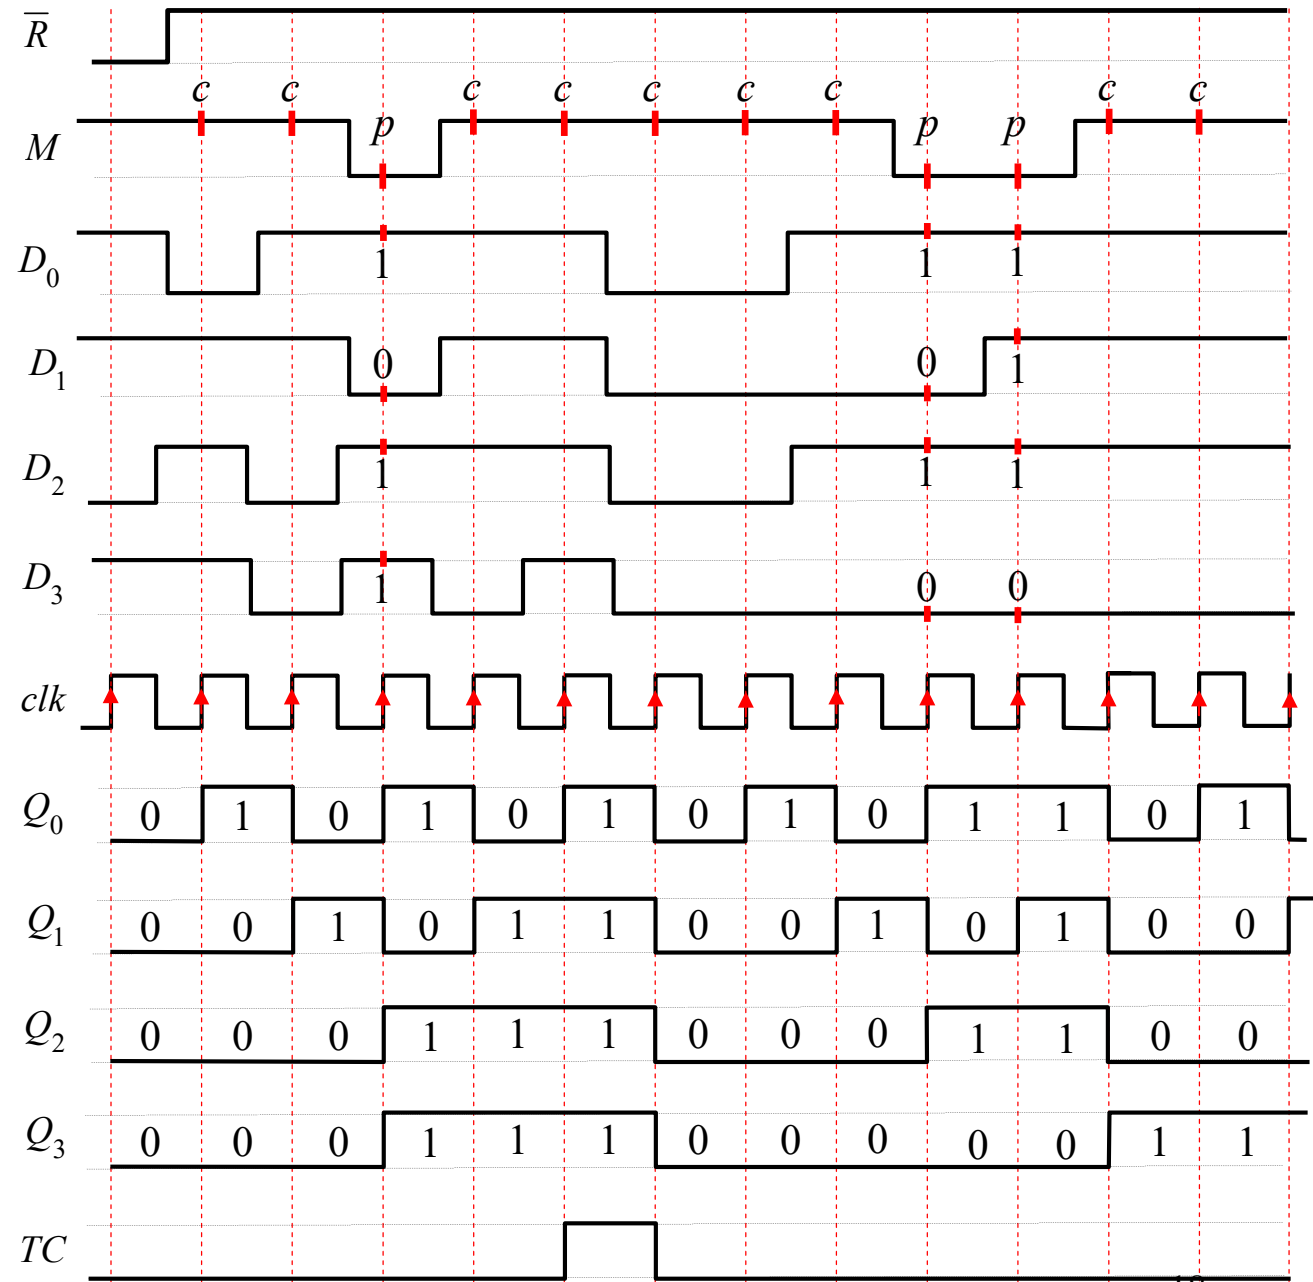 R̅
c c c c c c c c c
M p p p
D₀ 1 1 1
D₁ 0 0 1
D₂ 1 1 1
D₃ 1 0 0
clk
Q₀ 0 1 0 1 0 1 0 1 0 1 1 0 1
Q₁ 0 0 1 0 1 1 0 0 1 0 1 0 0
Q₂ 0 0 0 1 1 1 0 0 0 1 1 0 0
Q₃ 0 0 0 1 1 1 0 0 0 0 0 1 1
TC